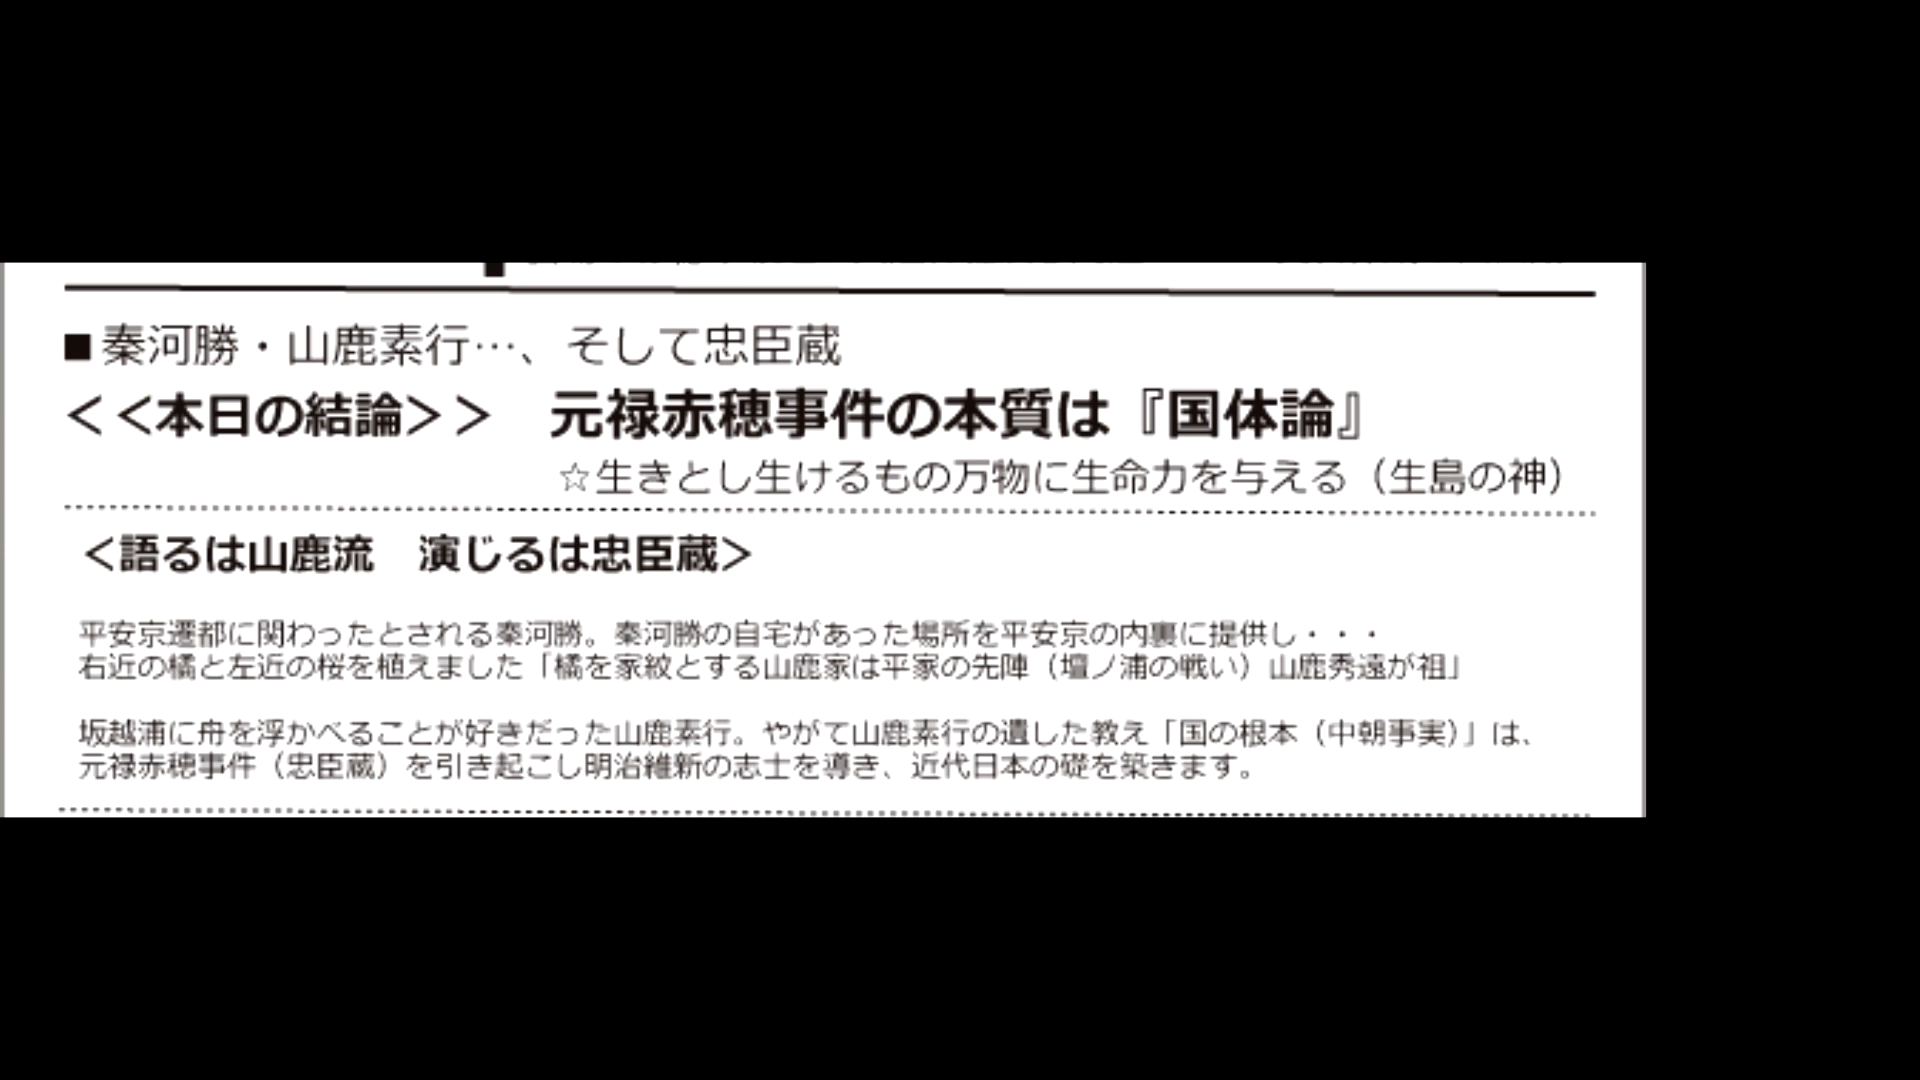 ■秦河勝・山鹿素行…、そして忠臣蔵
＜＜本日の結論＞＞　元禄赤穂事件の本質は『国体論』
☆生きとし生けるもの万物に生命力を与える（生島の神）
＜語るは山鹿流　演じるは忠臣蔵＞
平安京遷都に関わったとされる秦河勝。秦河勝の自宅があった場所を平安京の内裏に提供し・・・
右近の橘と左近の桜を植えました「橘を家紋とする山鹿家は平家の先陣（壇ノ浦の戦い）山鹿秀遠が祖」
坂越浦に舟を浮かべることが好きだった山鹿素行。やがて山鹿素行の遺した教え「国の根本（中朝事実）」は、
元禄赤穂事件（忠臣蔵）を引き起こし明治維新の志士を導き、近代日本の礎を築きます。